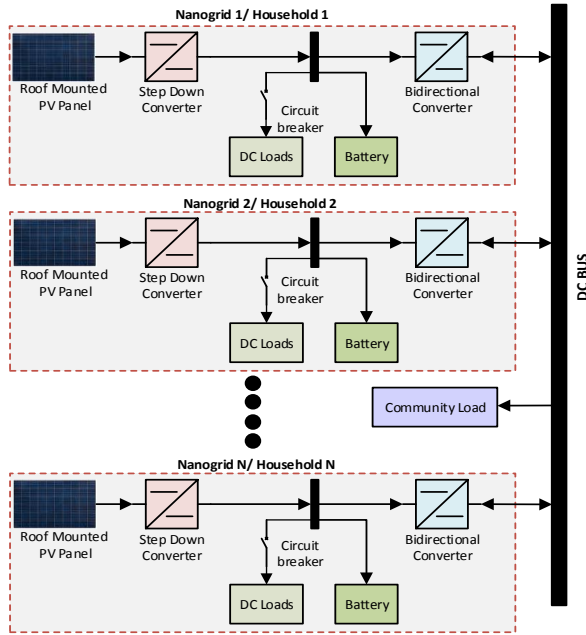 Nanogrid 1/ Household 1
Roof Mounted
PV Panel
Step Down
Converter
Circuit
breaker
Bidirectional
Converter
DC Loads
Battery
Nanogrid 2/ Household 2
Roof Mounted
PV Panel
Step Down
Converter
Circuit
breaker
Bidirectional
Converter
DC Loads
Battery
DC BUS
Community Load
Nanogrid N/ Household N
Roof Mounted
PV Panel
Step Down
Converter
Circuit
breaker
Bidirectional
Converter
DC Loads
Battery